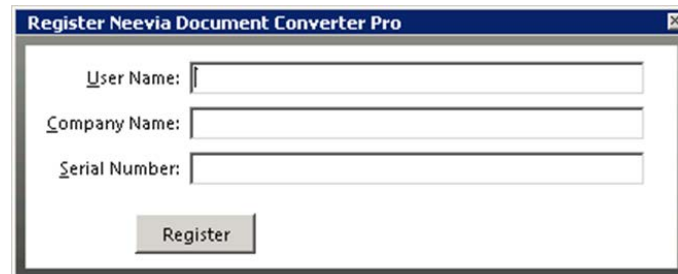 Register Neevia Document Converter Pro
User Name:
Company Name:
Serial Number:
Register